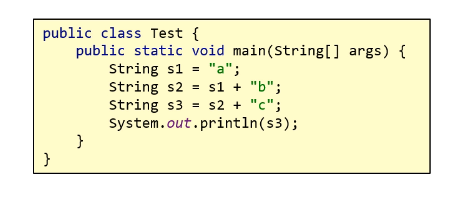 public class Test {
    public static void main(String[] args) {
        String s1 = "a";
        String s2 = s1 + "b";
        String s3 = s2 + "c";
        System.out.println(s3);
    }
}